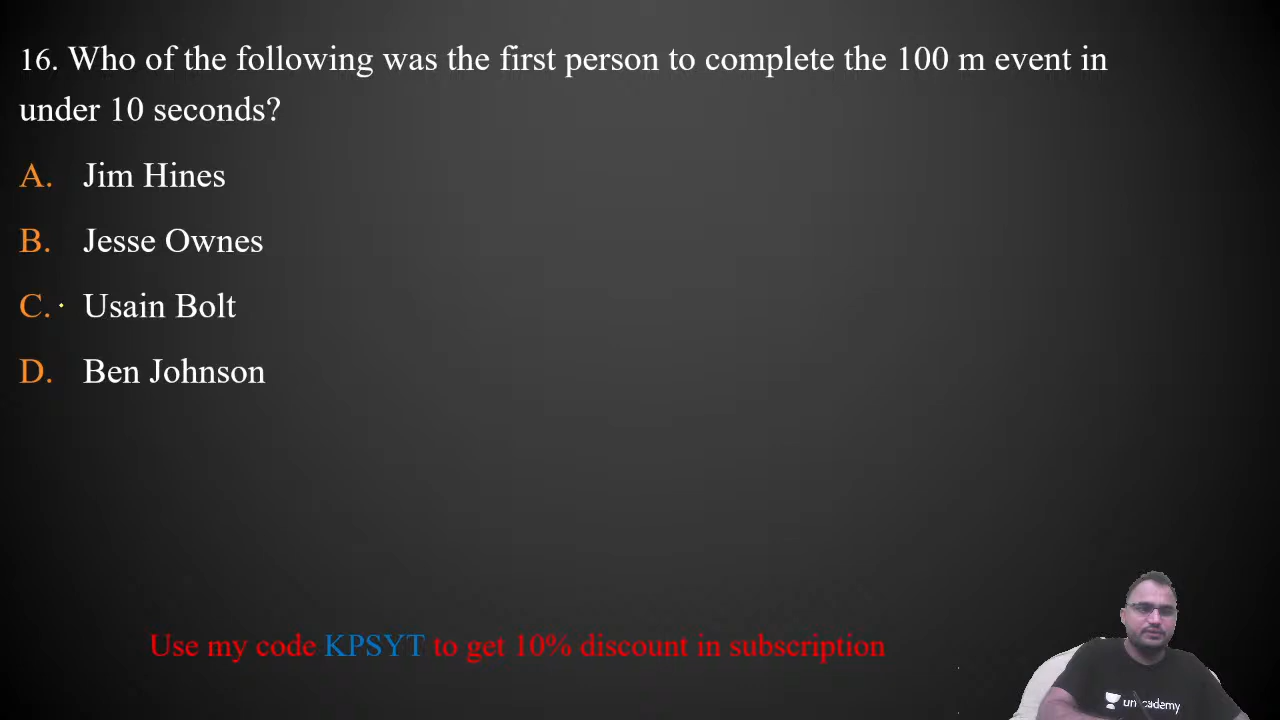 16. Who of the following was the first person to complete the 100 m event in
under 10 seconds?
A. Jim Hines
B. Jesse Ownes
C. Usain Bolt
D. Ben Johnson
Use my code KPSYT to get 10% discount in subscription
unacademy